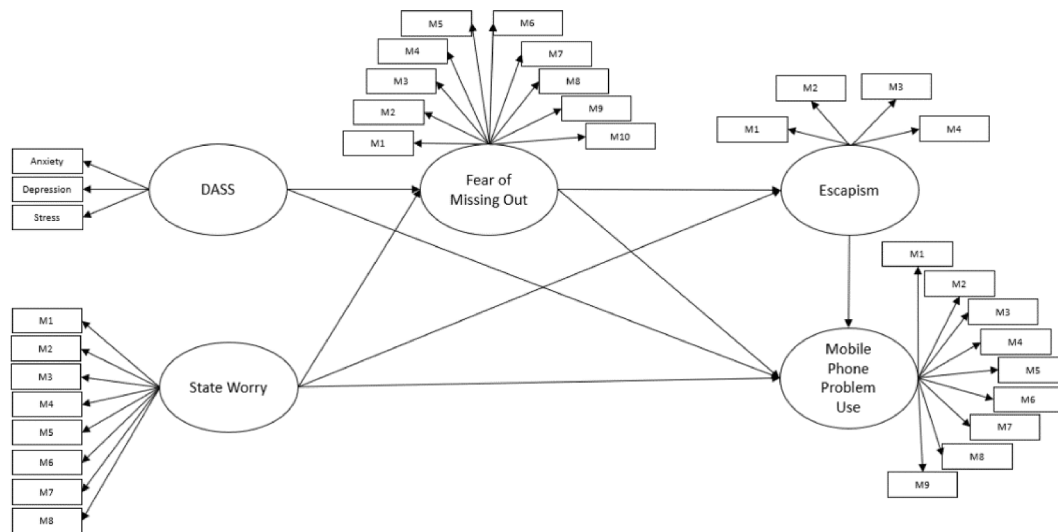 M5
M6
M4
M7
M3
M8
M2
M9
M1
M10
M2
M3
M1
M4
Anxiety
Depression
Stress
DASS
Fear of
Missing Out
Escapism
M1
M2
M3
M4
M5
M6
M7
M8
M9
Mobile
Phone
Problem
Use
State Worry
M1
M2
M3
M4
M5
M6
M7
M8